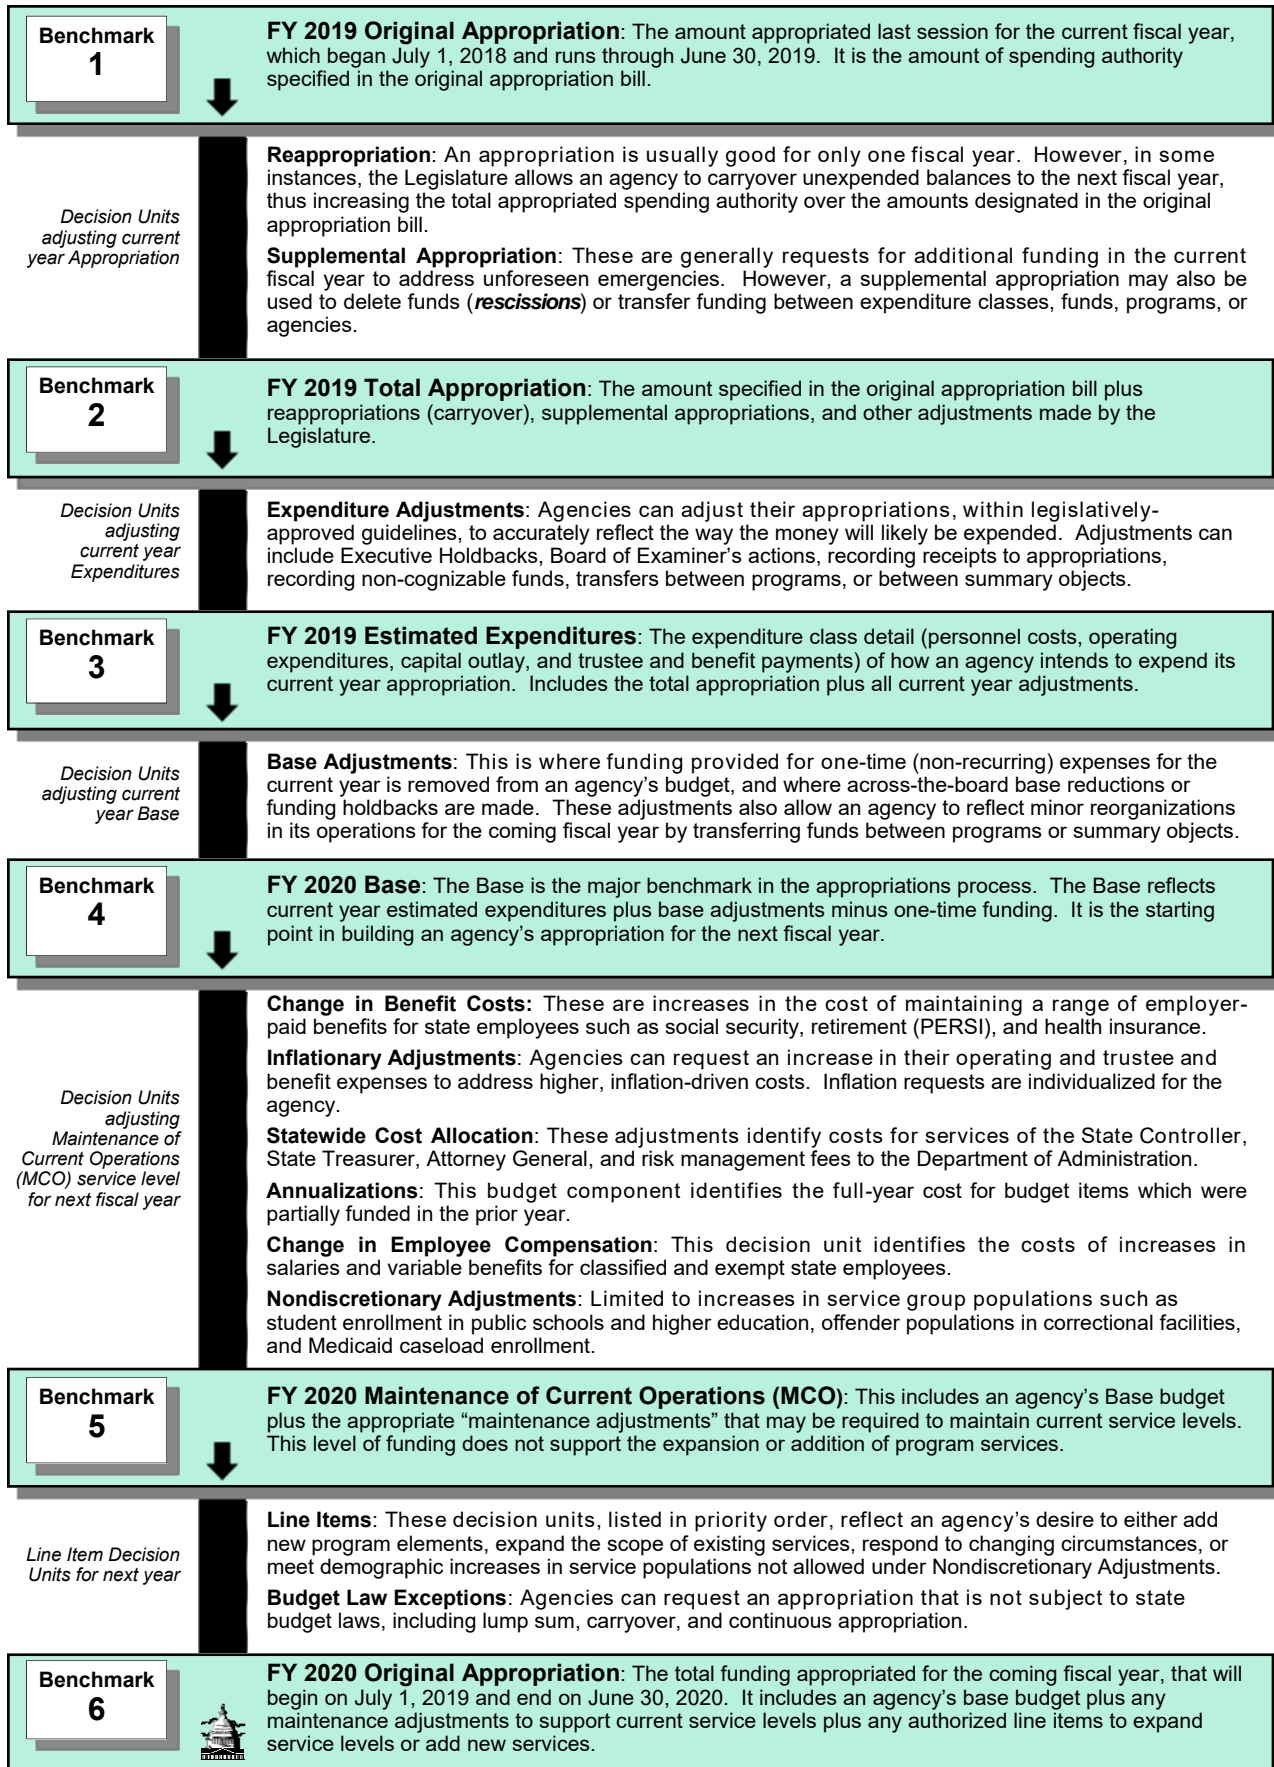 Benchmark
1
FY 2019 Original Appropriation: The amount appropriated last session for the current fiscal year,
which began July 1, 2018 and runs through June 30, 2019. It is the amount of spending authority
specified in the original appropriation bill.
Decision Units
adjusting current
year Appropriation
Reappropriation: An appropriation is usually good for only one fiscal year. However, in some
instances, the Legislature allows an agency to carryover unexpended balances to the next fiscal year,
thus increasing the total appropriated spending authority over the amounts designated in the original
appropriation bill.
Supplemental Appropriation: These are generally requests for additional funding in the current
fiscal year to address unforeseen emergencies. However, a supplemental appropriation may also be
used to delete funds (rescissions) or transfer funding between expenditure classes, funds, programs, or
agencies.
Benchmark
2
FY 2019 Total Appropriation: The amount specified in the original appropriation bill plus
reappropriations (carryover), supplemental appropriations, and other adjustments made by the
Legislature.
Decision Units
adjusting
current year
Expenditures
Expenditure Adjustments: Agencies can adjust their appropriations, within legislatively-
approved guidelines, to accurately reflect the way the money will likely be expended. Adjustments can
include Executive Holdbacks, Board of Examiner's actions, recording receipts to appropriations,
recording non-cognizable funds, transfers between programs, or between summary objects.
Benchmark
3
FY 2019 Estimated Expenditures: The expenditure class detail (personnel costs, operating
expenditures, capital outlay, and trustee and benefit payments) of how an agency intends to expend its
current year appropriation. Includes the total appropriation plus all current year adjustments.
Decision Units
adjusting current
year Base
Base Adjustments: This is where funding provided for one-time (non-recurring) expenses for the
current year is removed from an agency's budget, and where across-the-board base reductions or
funding holdbacks are made. These adjustments also allow an agency to reflect minor reorganizations
in its operations for the coming fiscal year by transferring funds between programs or summary objects.
Benchmark
4
FY 2020 Base: The Base is the major benchmark in the appropriations process. The Base reflects
current year estimated expenditures plus base adjustments minus one-time funding. It is the starting
point in building an agency's appropriation for the next fiscal year.
Decision Units
adjusting
Maintenance of
Current Operations
(MCO) service level
for next fiscal year
Change in Benefit Costs: These are increases in the cost of maintaining a range of employer-
paid benefits for state employees such as social security, retirement (PERSI), and health insurance.
Inflationary Adjustments: Agencies can request an increase in their operating and trustee and
benefit expenses to address higher, inflation-driven costs. Inflation requests are individualized for the
agency.
Statewide Cost Allocation: These adjustments identify costs for services of the State Controller,
State Treasurer, Attorney General, and risk management fees to the Department of Administration.
Annualizations: This budget component identifies the full-year cost for budget items which were
partially funded in the prior year.
Change in Employee Compensation: This decision unit identifies the costs of increases in
salaries and variable benefits for classified and exempt state employees.
Nondiscretionary Adjustments: Limited to increases in service group populations such as
student enrollment in public schools and higher education, offender populations in correctional facilities,
and Medicaid caseload enrollment.
Benchmark
5
FY 2020 Maintenance of Current Operations (MCO): This includes an agency's Base budget
plus the appropriate "maintenance adjustments" that may be required to maintain current service levels.
This level of funding does not support the expansion or addition of program services.
Line Item Decision
Units for next year
Line Items: These decision units, listed in priority order, reflect an agency's desire to either add
new program elements, expand the scope of existing services, respond to changing circumstances, or
meet demographic increases in service populations not allowed under Nondiscretionary Adjustments.
Budget Law Exceptions: Agencies can request an appropriation that is not subject to state
budget laws, including lump sum, carryover, and continuous appropriation.
Benchmark
6
FY 2020 Original Appropriation: The total funding appropriated for the coming fiscal year, that will
begin on July 1, 2019 and end on June 30, 2020. It includes an agency's base budget plus any
maintenance adjustments to support current service levels plus any authorized line items to expand
service levels or add new services.